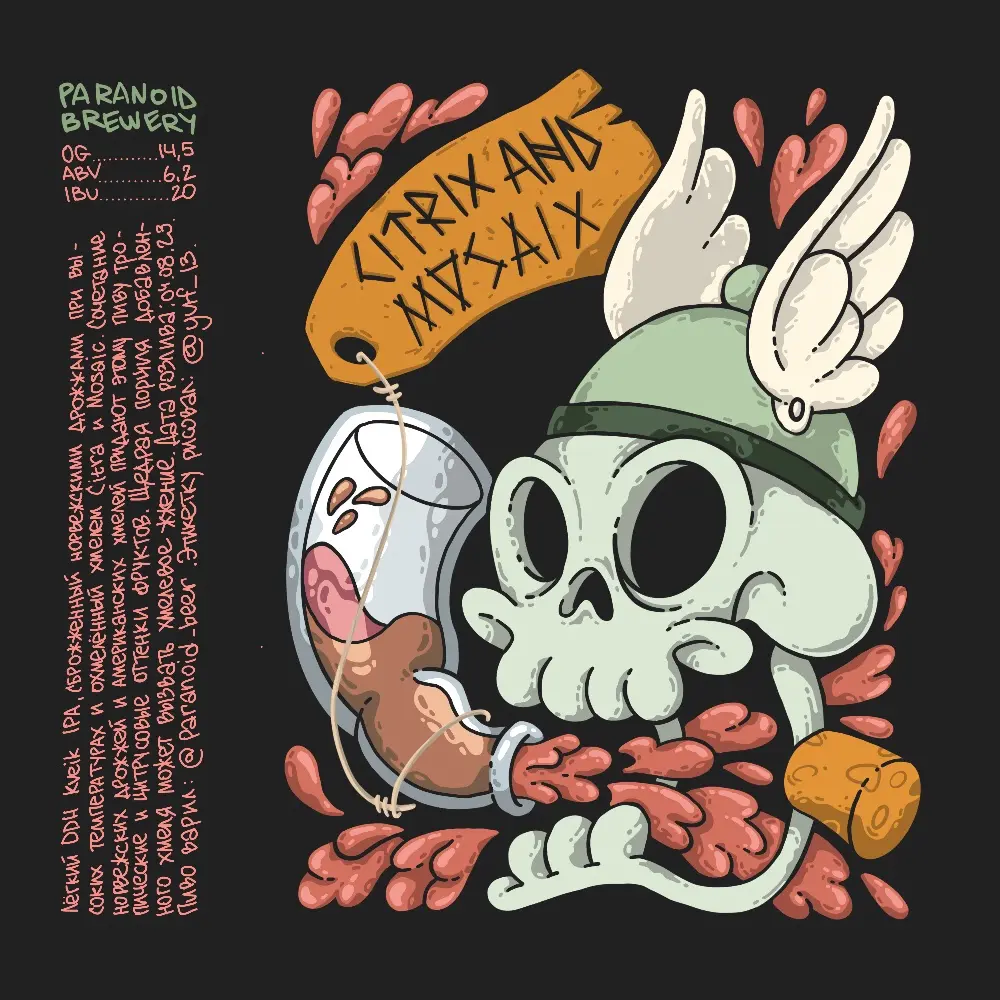 PARANOID
BREWERY
OG............14,5
ABV...........6,2
IBU............20
CITRIX AND
MOSAIX
Лёгкий DDH Kveik IPA, сброженный норвежскими дрожжами при вы-
соких температурах и охмелённый хмелем Citra и Mosaic. Сочетание
норвежских дрожжей и американских хмелей придают этому пиву тро-
пические и цитрусовые оттенки фруктов. Щедрая порция добавлен-
ного хмеля может вызвать хмелевое жжение. Дата розлива: 04.08.23.
Пиво варил: @paranoid_beer Этикетку рисовал: @yuf_13.